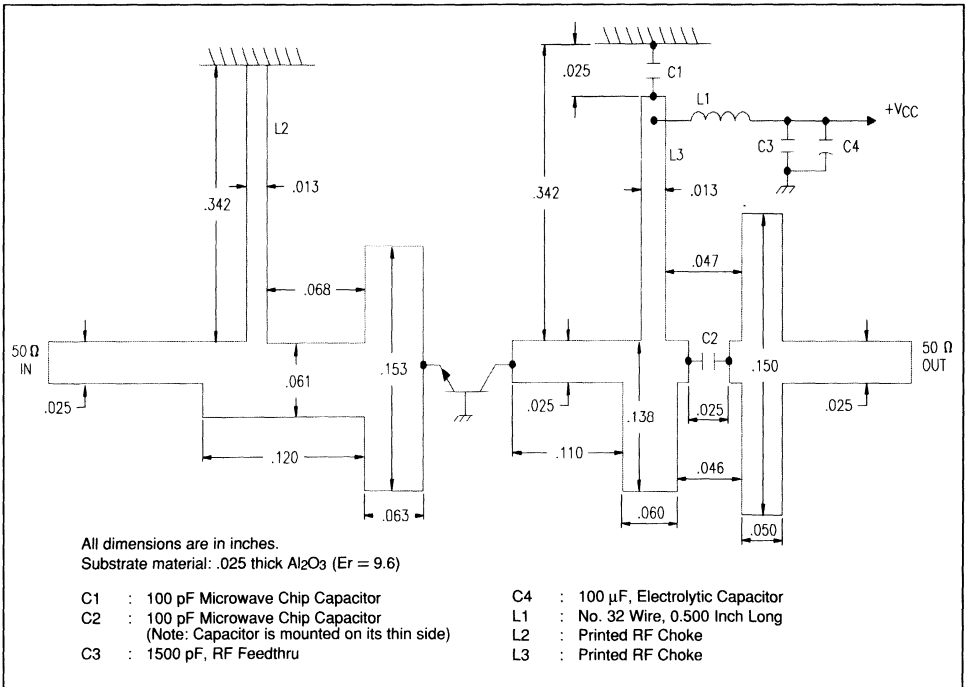 .025
C1
L1
+VCC
L2
C3
C4
L3
.013
.013
.342
.342
.047
.068
C2
50 Ω
IN
.153
.150
50 Ω
OUT
.061
.025
.025
.138
.025
.025
.120
.110
.046
.063
.060
.050
All dimensions are in inches.
Substrate material: .025 thick Al2O3 (Er = 9.6)
C1 : 100 pF Microwave Chip Capacitor
C2 : 100 pF Microwave Chip Capacitor
(Note: Capacitor is mounted on its thin side)
C3 : 1500 pF, RF Feedthru
C4 : 100 μF, Electrolytic Capacitor
L1 : No. 32 Wire, 0.500 Inch Long
L2 : Printed RF Choke
L3 : Printed RF Choke